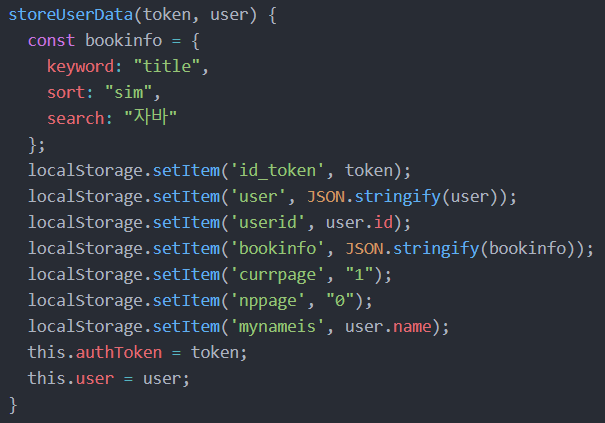 storeUserData(token, user) {
  const bookinfo = {
    keyword: "title",
    sort: "sim",
    search: "자바"
  };
  localStorage.setItem('id_token', token);
  localStorage.setItem('user', JSON.stringify(user));
  localStorage.setItem('userid', user.id);
  localStorage.setItem('bookinfo', JSON.stringify(bookinfo));
  localStorage.setItem('currpage', "1");
  localStorage.setItem('nppage', "0");
  localStorage.setItem('mynameis', user.name);
  this.authToken = token;
  this.user = user;
}